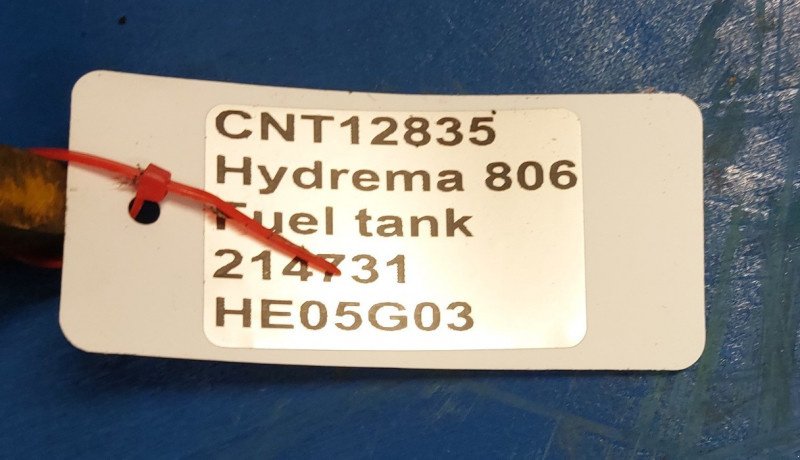 CNT12835
Hydrema 806
Fuel tank
214731
HE05G03